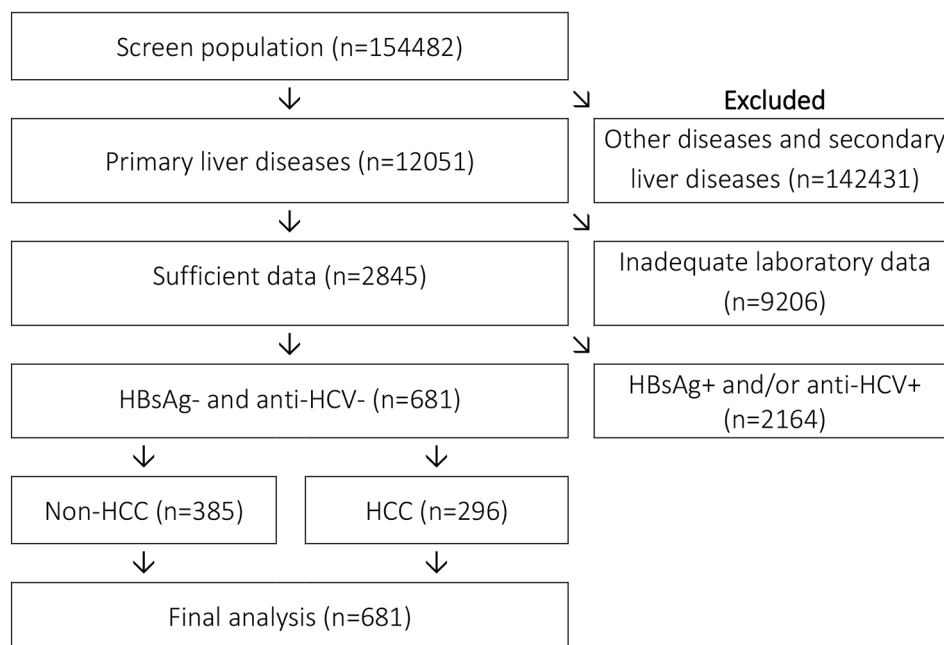 Screen population (n=154482)
Excluded
Primary liver diseases (n=12051)
Other diseases and secondary
liver diseases (n=142431)
Sufficient data (n=2845)
Inadequate laboratory data
(n=9206)
HBsAg- and anti-HCV- (n=681)
HBsAg+ and/or anti-HCV+
(n=2164)
Non-HCC (n=385)
HCC (n=296)
Final analysis (n=681)